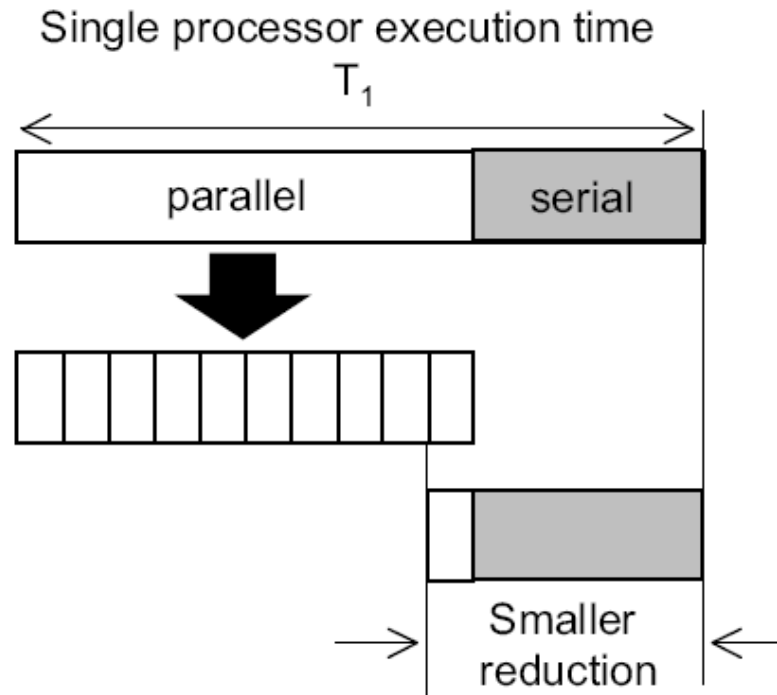 Single processor execution time
T₁
parallel
serial
Smaller
reduction